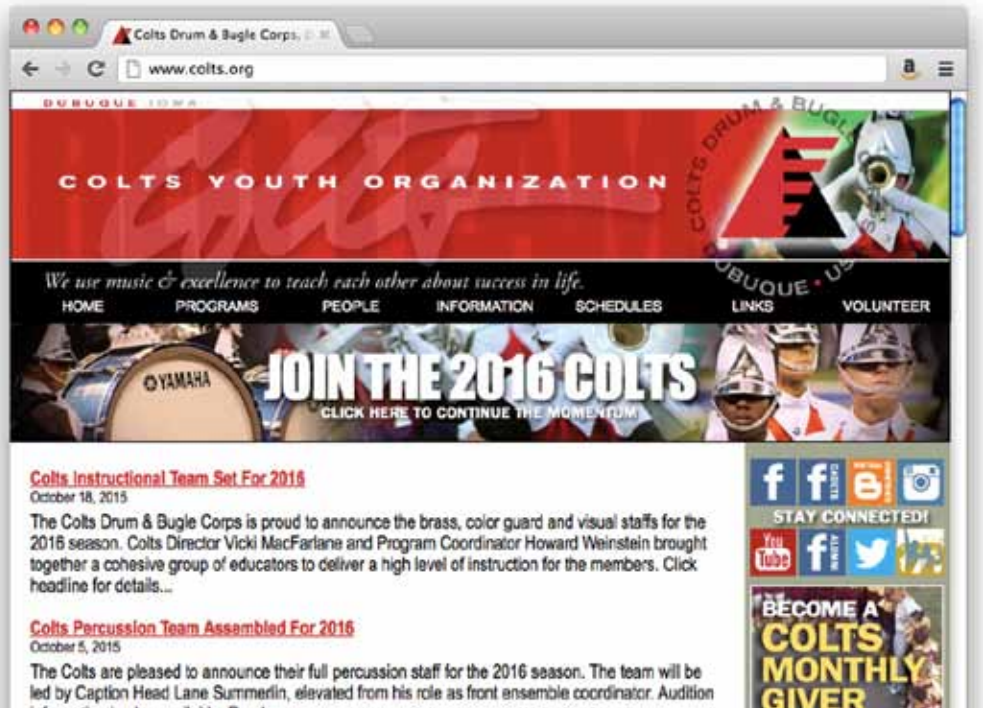 Colts Drum & Bugle Corps,
www.colts.org
DUBUQUE IOWA
Colts
COLTS YOUTH ORGANIZATION
COLTS DRUM & BUGLE
DUBUQUE • US
We use music & excellence to teach each other about success in life.
HOME PROGRAMS PEOPLE INFORMATION SCHEDULES LINKS VOLUNTEER
YAMAHA
JOIN THE 2016 COLTS
CLICK HERE TO CONTINUE THE MOMENTUM
Colts Instructional Team Set For 2016
October 18, 2015
The Colts Drum & Bugle Corps is proud to announce the brass, color guard and visual staffs for the
2016 season. Colts Director Vicki MacFarlane and Program Coordinator Howard Weinstein brought
together a cohesive group of educators to deliver a high level of instruction for the members. Click
headline for details...
Colts Percussion Team Assembled For 2016
October 5, 2015
The Colts are pleased to announce their full percussion staff for the 2016 season. The team will be
led by Caption Head Lane Summerlin, elevated from his role as front ensemble coordinator. Audition
CADETS
STAY CONNECTED!
You
Tube
ALUMNI
BECOME A
COLTS
MONTHLY
GIVER